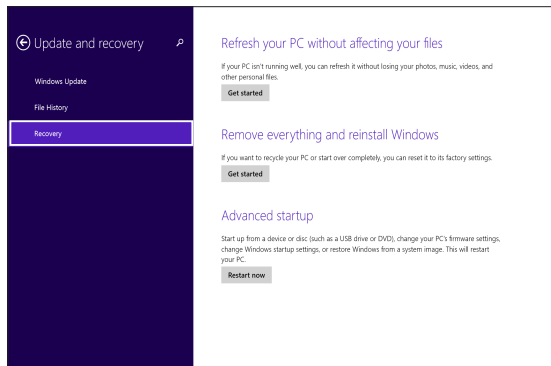 Update and recovery
Windows Update
File History
Recovery
Refresh your PC without affecting your files
If your PC isn't running well, you can refresh it without losing your photos, music, videos, and
other personal files.
Get started
Remove everything and reinstall Windows
If you want to recycle your PC or start over completely, you can reset it to its factory settings.
Get started
Advanced startup
Start up from a device or disc (such as a USB drive or DVD), change your PC's firmware settings,
change Windows startup settings, or restore Windows from a system image. This will restart
your PC.
Restart now